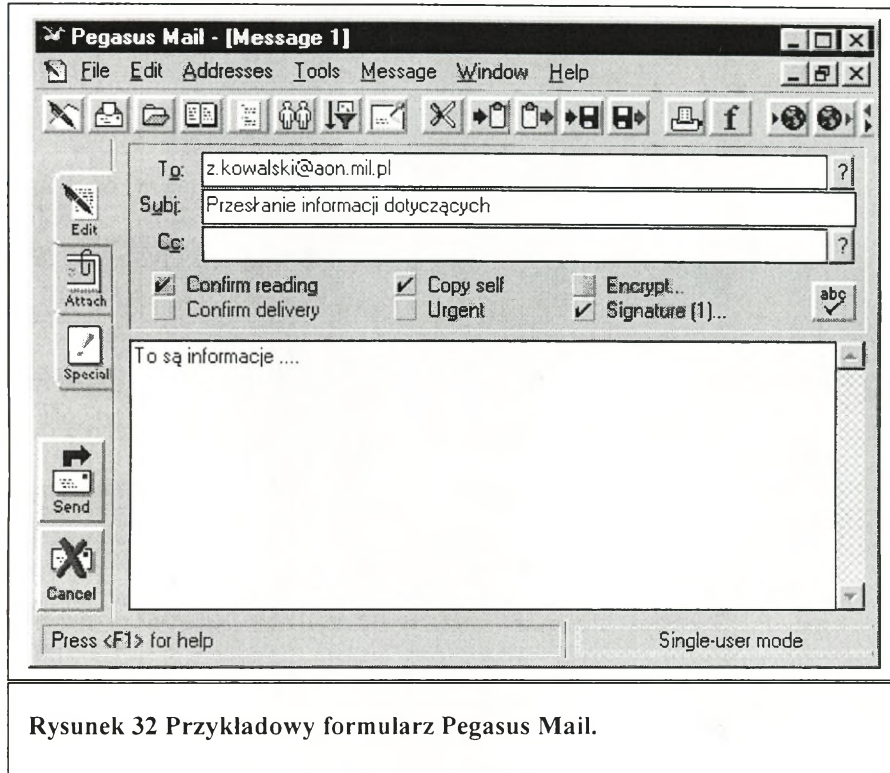 Pegasus Mail - [Message 1]
File Edit Addresses Tools Message Window Help
To: z.kowalski@aon.mil.pl ?
Subj: Przesłanie informacji dotyczących
Cc: ?
Edit
Attach
Special
Confirm reading Copy self Encrypt...
Confirm delivery Urgent Signature (1)...
abc
To są informacje ....
Send
Cancel
Press <F1> for help Single-user mode
Rysunek 32 Przykładowy formularz Pegasus Mail.